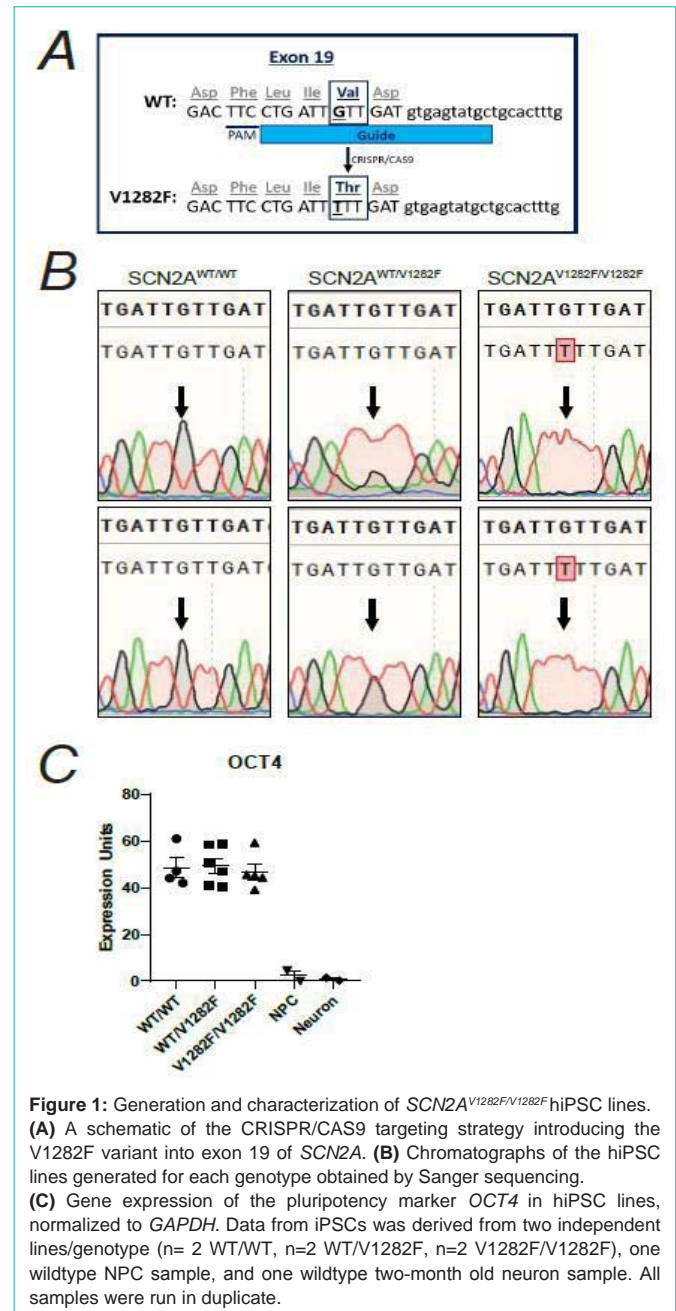 A
Exon 19
Asp Phe Leu Ile Val Asp
WT: GAC TTC CTG ATT GTT GAT gtgagtatgctgcactttg
PAM Guide
CRISPR/CAS9
Asp Phe Leu Ile Thr Asp
V1282F: GAC TTC CTG ATT TTT GAT gtgagtatgctgcactttg
B
SCN2A^WT/WT SCN2A^WT/V1282F SCN2A^V1282F/V1282F
TGATTGTTGAT TGATTGTTGAT TGATTGTTGAT
TGATTGTTGAT TGATTGTTGAT TGATTTTTGAT
TGATTGTTGAT TGATTGTTGAT TGATTGTTGAT
TGATTGTTGAT TGATTGTTGAT TGATTTTTGAT
C
OCT4
Expression Units
80
60
40
20
0
WT/WT
WT/V1282F
V1282F/V1282F
NPC
Neuron
Figure 1: Generation and characterization of SCN2A^V1282F/V1282F hiPSC lines.
(A) A schematic of the CRISPR/CAS9 targeting strategy introducing the
V1282F variant into exon 19 of SCN2A. (B) Chromatographs of the hiPSC
lines generated for each genotype obtained by Sanger sequencing.
(C) Gene expression of the pluripotency marker OCT4 in hiPSC lines,
normalized to GAPDH. Data from iPSCs was derived from two independent
lines/genotype (n= 2 WT/WT, n=2 WT/V1282F, n=2 V1282F/V1282F), one
wildtype NPC sample, and one wildtype two-month old neuron sample. All
samples were run in duplicate.